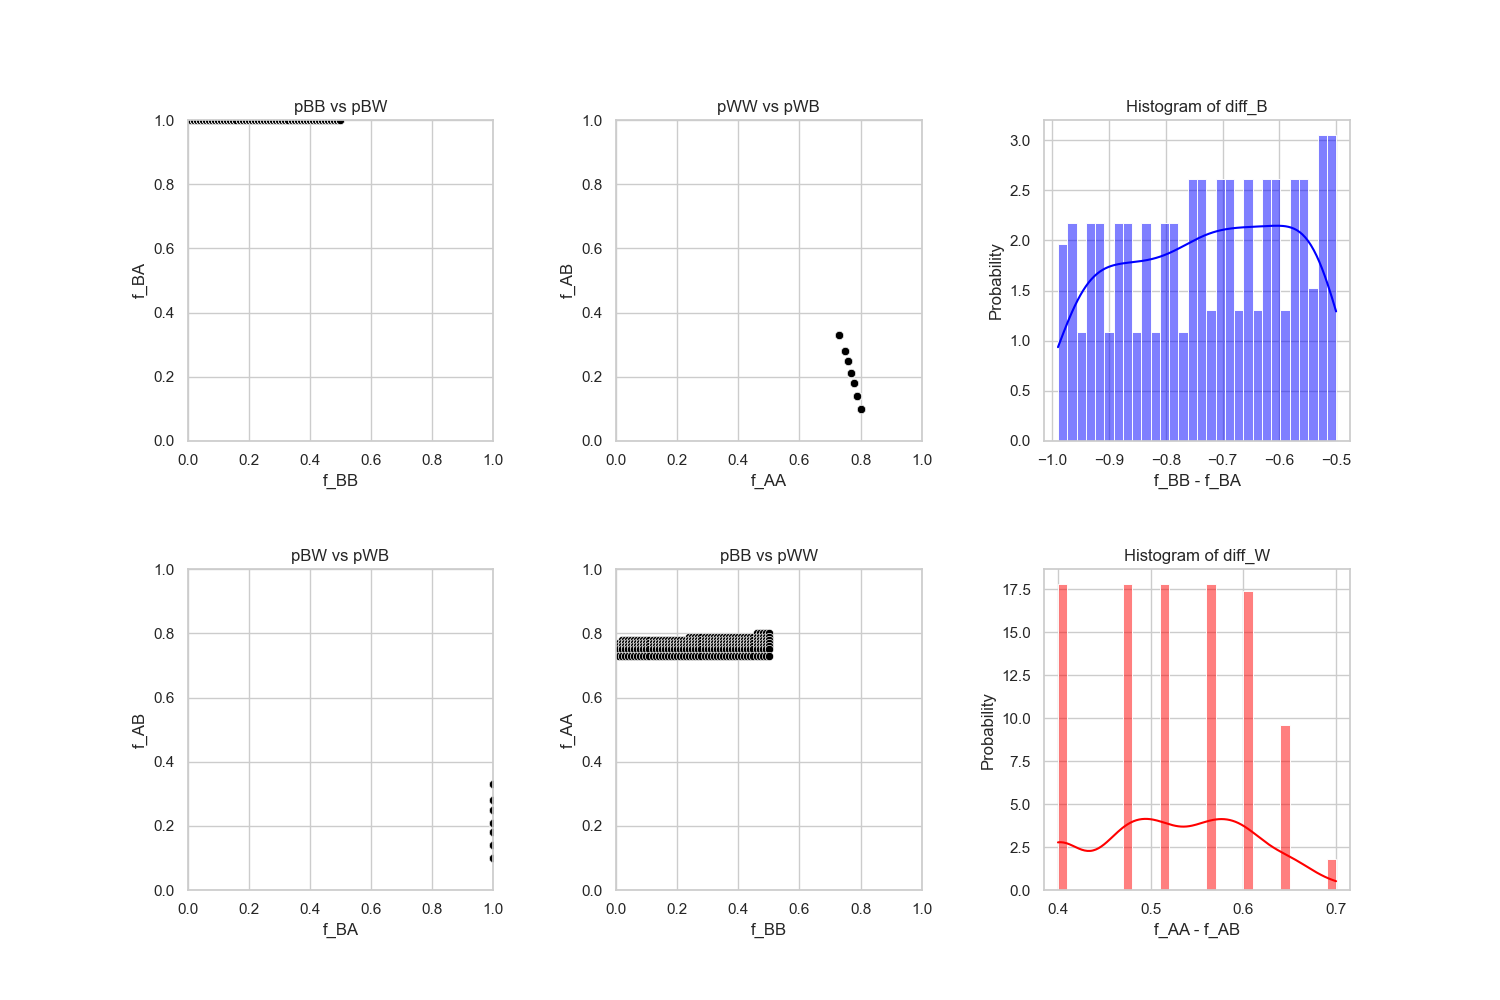 pBB vs pBW
1.0
0.8
0.6
0.4
0.2
0.0
f_BA
0.0 0.2 0.4 0.6 0.8 1.0
f_BB
pWW vs pWB
1.0
0.8
0.6
0.4
0.2
0.0
f_AB
0.0 0.2 0.4 0.6 0.8 1.0
f_AA
Histogram of diff_B
3.0
2.5
2.0
1.5
1.0
0.5
0.0
Probability
−1.0 −0.9 −0.8 −0.7 −0.6 −0.5
f_BB - f_BA
pBW vs pWB
1.0
0.8
0.6
0.4
0.2
0.0
f_AB
0.0 0.2 0.4 0.6 0.8 1.0
f_BA
pBB vs pWW
1.0
0.8
0.6
0.4
0.2
0.0
f_AA
0.0 0.2 0.4 0.6 0.8 1.0
f_BB
Histogram of diff_W
17.5
15.0
12.5
10.0
7.5
5.0
2.5
0.0
Probability
0.4 0.5 0.6 0.7
f_AA - f_AB